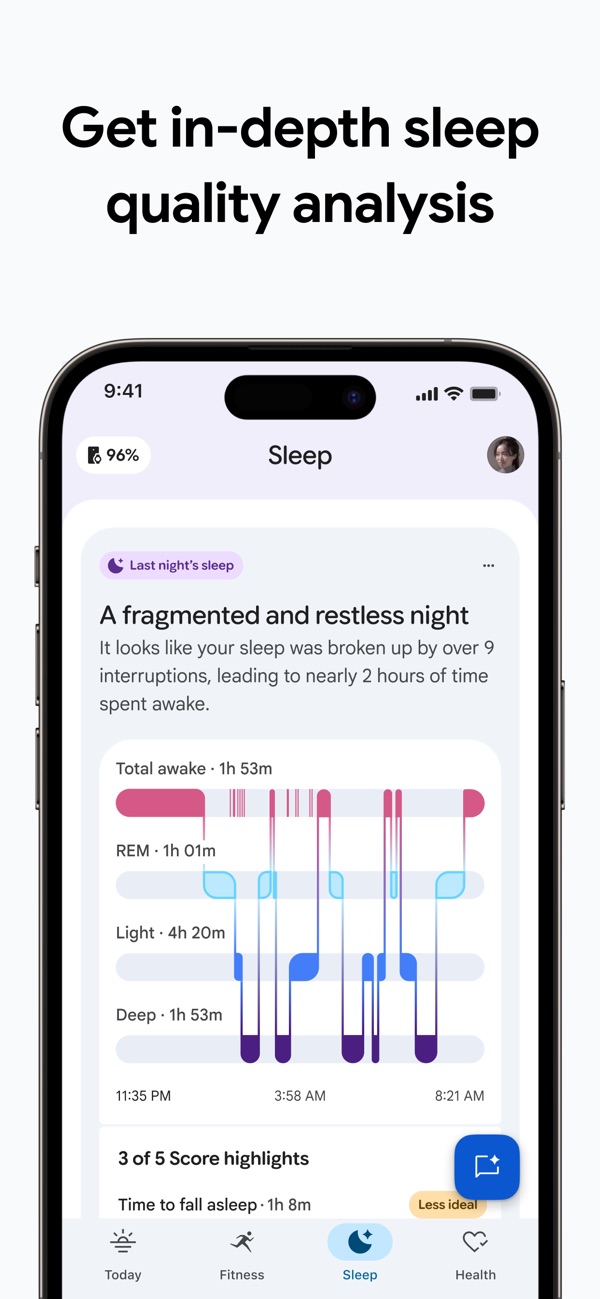 Get in-depth sleep
quality analysis
9:41
96%
Sleep
Last night's sleep
...
A fragmented and restless night
It looks like your sleep was broken up by over 9
interruptions, leading to nearly 2 hours of time
spent awake.
Total awake · 1h 53m
REM · 1h 01m
Light · 4h 20m
Deep · 1h 53m
11:35 PM 3:58 AM 8:21 AM
3 of 5 Score highlights
Time to fall asleep · 1h 8m Less ideal
Today Fitness Sleep Health